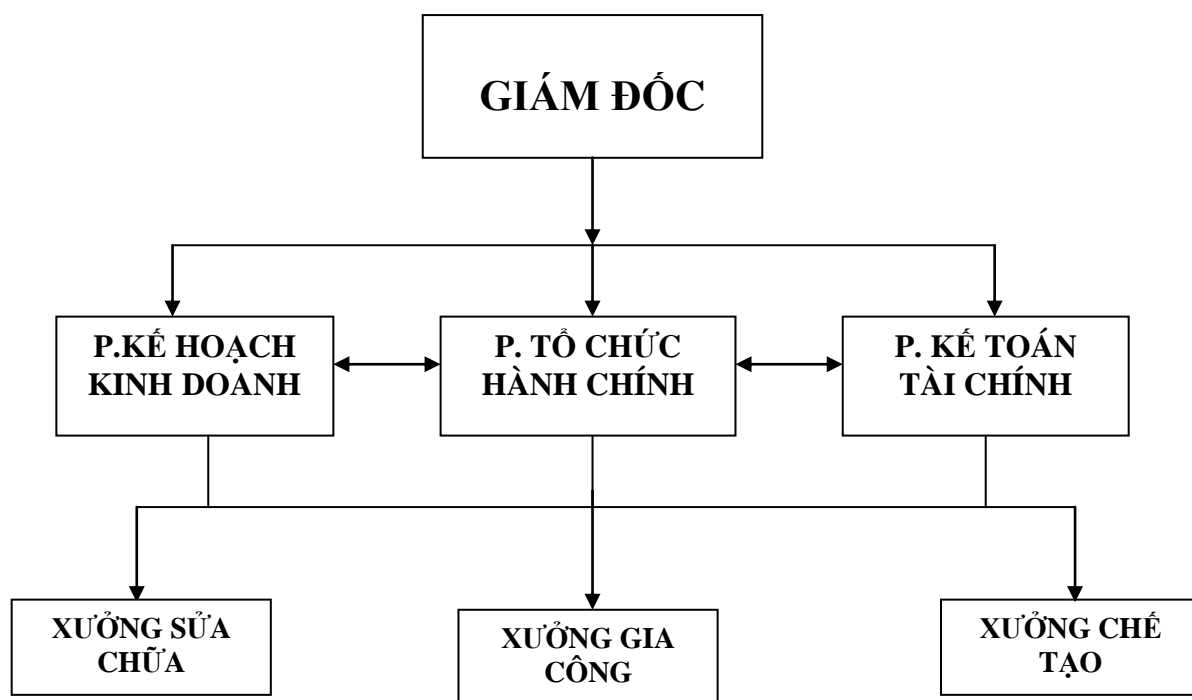 GIÁM ĐỐC
P.KẾ HOẠCH
KINH DOANH
P. TỔ CHỨC
HÀNH CHÍNH
P. KẾ TOÁN
TÀI CHÍNH
XƯỞNG SỬA
CHỮA
XƯỞNG GIA
CÔNG
XƯỞNG CHẾ
TẠO